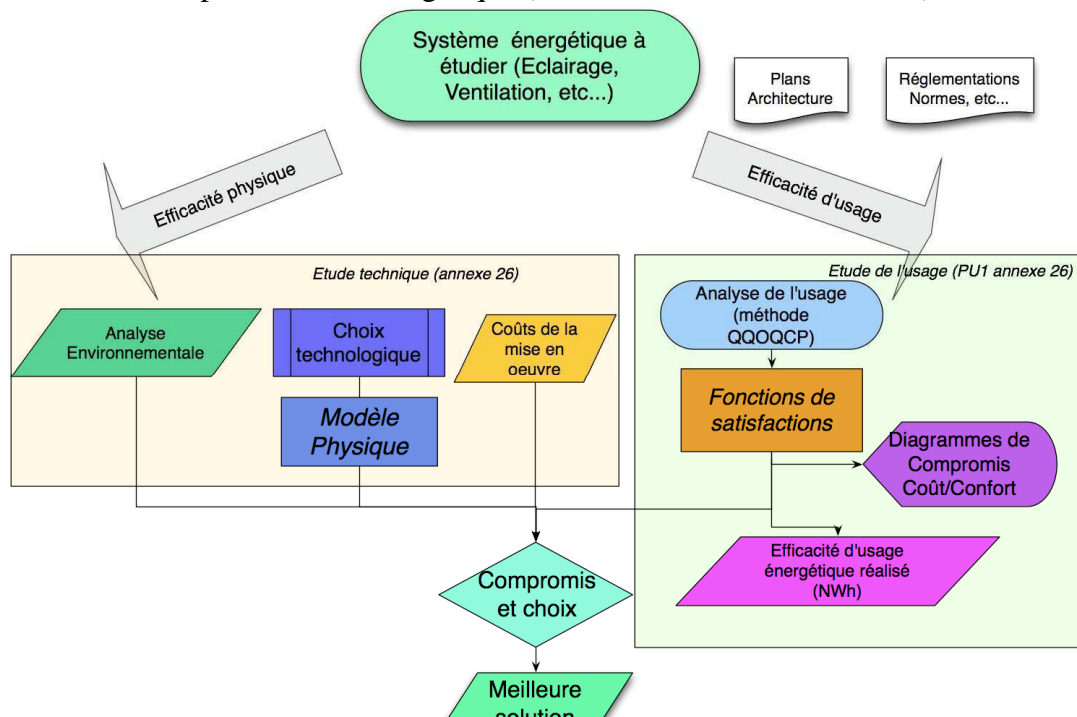 Système énergétique à
étudier (Eclairage,
Ventilation, etc...)
Plans
Architecture
Réglementations
Normes, etc...
Efficacité physique
Efficacité d'usage
Etude technique (annexe 26)
Etude de l'usage (PU1 annexe 26)
Analyse
Environnementale
Choix
technologique
Coûts de la
mise en
oeuvre
Analyse de l'usage
(méthode
QQOQCP)
Modèle
Physique
Fonctions de
satisfactions
Diagrammes de
Compromis
Coût/Confort
Efficacité d'usage
énergétique réalisé
(NWh)
Compromis
et choix
Meilleure
solution